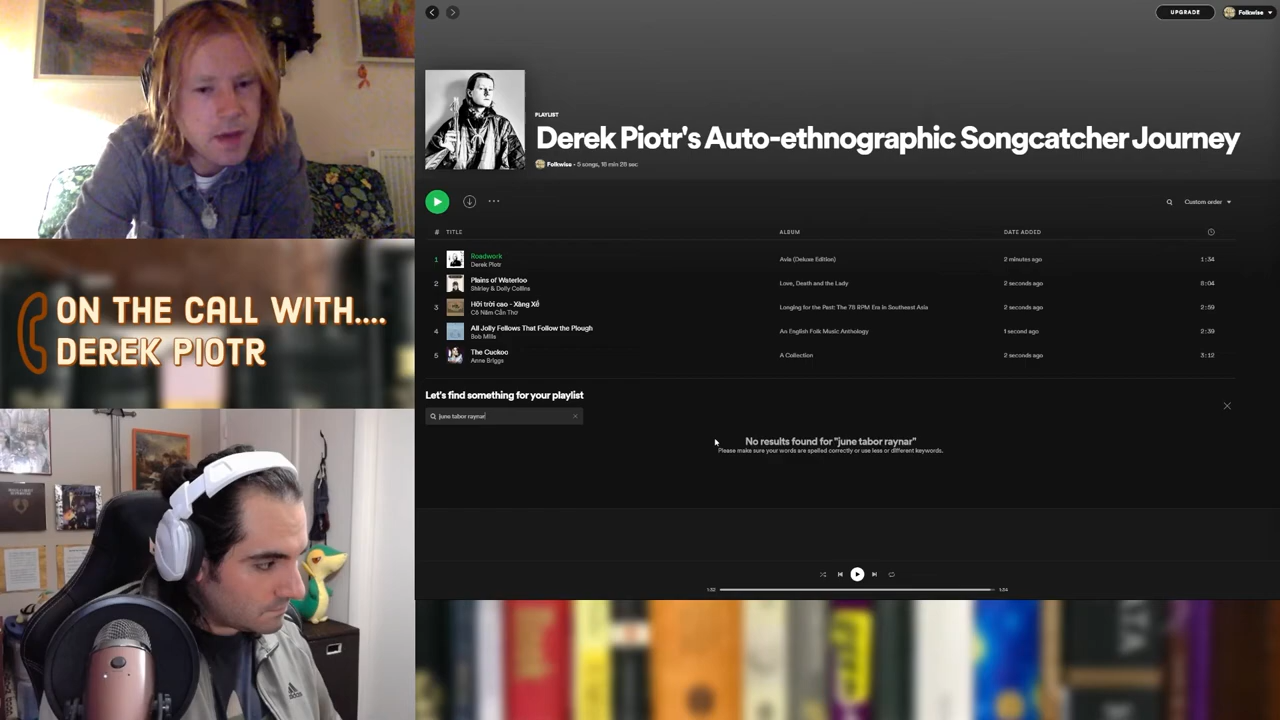 UPGRADE
Folkwise
PLAYLIST
Derek Piotr's Auto-ethnographic Songcatcher Journey
Folkwise • 5 songs, 18 min 28 sec
Custom order
# TITLE ALBUM DATE ADDED
1 Roadwork Avia (Deluxe Edition) 2 minutes ago 1:34
Derek Piotr
2 Plains of Waterloo Love, Death and the Lady 2 seconds ago 8:04
Shirley & Dolly Collins
3 Hỡi trời cao - Xàng Xê Longing for the Past: The 78 RPM Era in Southwest Asia 2 seconds ago 2:59
Cô Năm Cần Thơ
4 All Jolly Fellows That Follow the Plough An English Folk Music Anthology 1 second ago 2:39
Bob Mills
5 The Cuckoo A Collection 2 seconds ago 3:12
Anne Briggs
Let's find something for your playlist
june tabor raynar
No results found for "june tabor raynar"
Please make sure your words are spelled correctly or use less or different keywords.
1:32 1:34
ON THE CALL WITH....
DEREK PIOTR
adidas